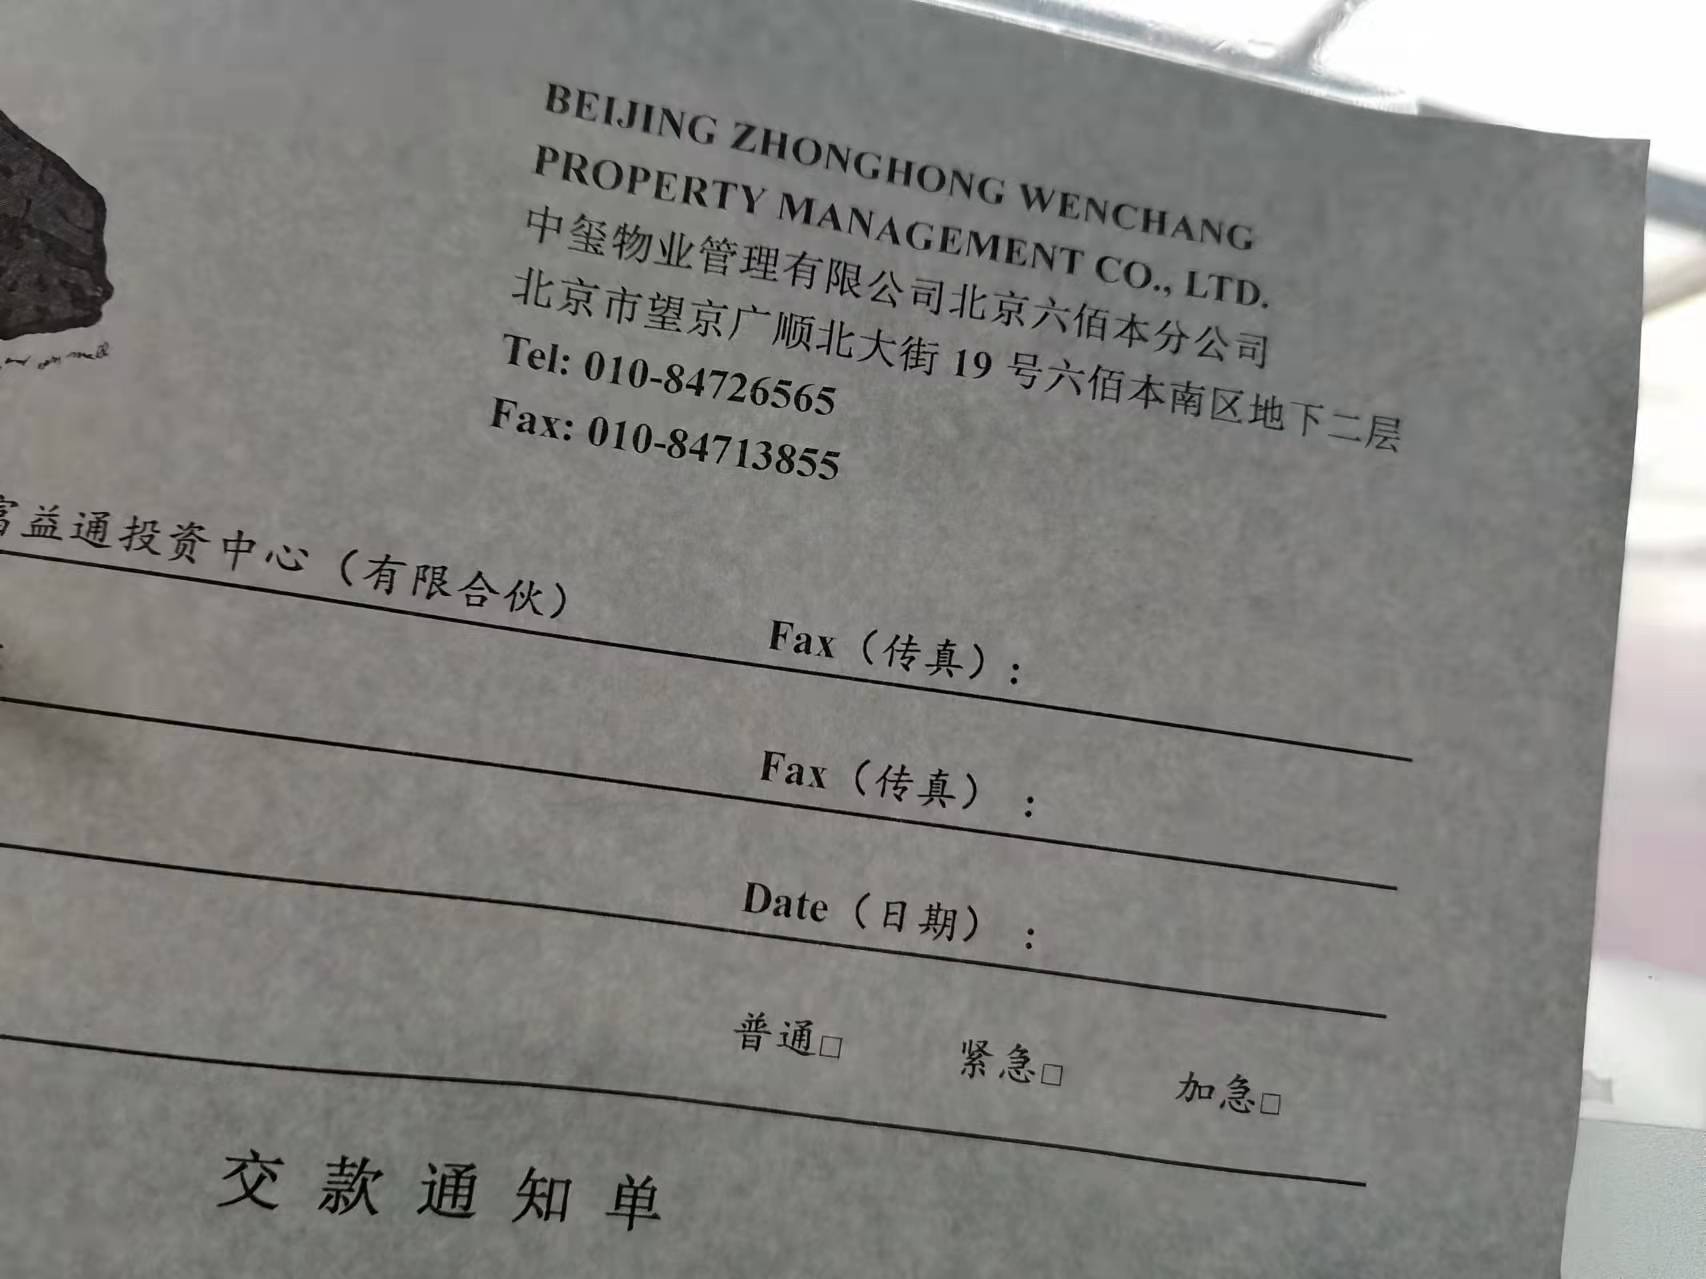 BEIJING ZHONGHONG WENCHANG
PROPERTY MANAGEMENT CO., LTD.
中玺物业管理有限公司北京六佰本分公司
北京市望京广顺北大街 19 号六佰本南区地下二层
Tel: 010-84726565
Fax: 010-84713855
富益通投资中心（有限合伙） Fax（传真）:
Fax（传真） :
Date（日期） :
普通□ 紧急□ 加急□
交款通知单